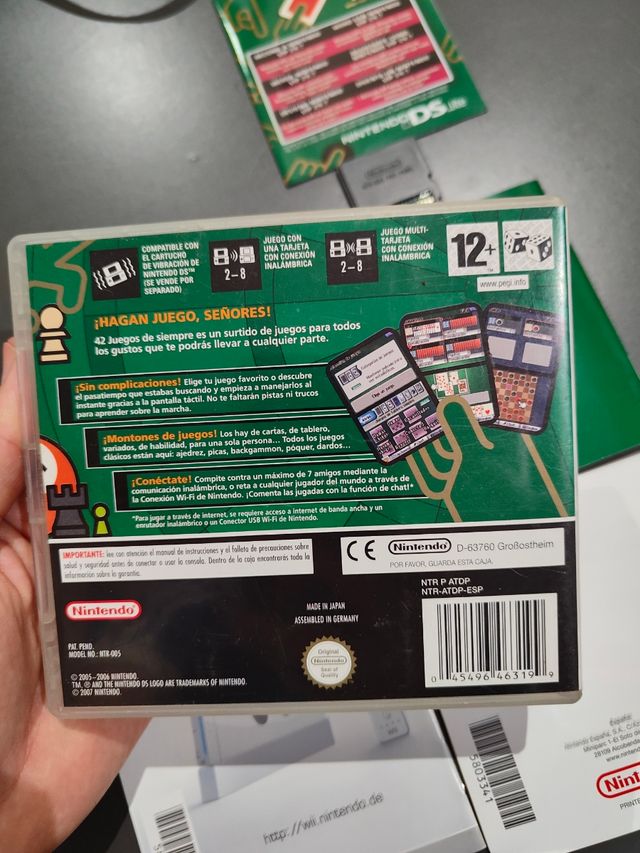 NINTENDO DS Lite
COMPATIBLE CON
EL CARTUCHO
DE VIBRACIÓN DE
NINTENDO DS™
(SE VENDE POR
SEPARADO)
2–8
JUEGO CON
UNA TARJETA
CON CONEXIÓN
INALÁMBRICA
2–8
JUEGO MULTI-
TARJETA
CON CONEXIÓN
INALÁMBRICA
12+
www.pegi.info
¡HAGAN JUEGO, SEÑORES!
42 Juegos de siempre es un surtido de juegos para todos
los gustos que te podrás llevar a cualquier parte.
¡Sin complicaciones! Elige tu juego favorito o descubre
el pasatiempo que estabas buscando y empieza a manejarlos al
instante gracias a la pantalla táctil. No te faltarán pistas ni trucos
para aprender sobre la marcha.
¡Montones de juegos! Los hay de cartas, de tablero,
variados, de habilidad, para una sola persona... Todos los juegos
clásicos están aquí: ajedrez, picas, backgammon, póquer, dardos...
¡Conéctate! Compite contra un máximo de 7 amigos mediante la
comunicación inalámbrica, o reta a cualquier jugador del mundo a través de
la Conexión Wi-Fi de Nintendo. ¡Comenta las jugadas con la función de chat!*
*Para jugar a través de internet, se requiere acceso a internet de banda ancha y un
enrutador inalámbrico o un Conector USB Wi-Fi de Nintendo.
IMPORTANTE: lee con atención el manual de instrucciones y el folleto de precauciones sobre
salud y seguridad antes de conectar o usar la consola. Dentro de la caja encontrarás toda la
información sobre la garantía.
CE Nintendo D-63760 Großostheim
POR FAVOR, GUARDA ESTA CAJA.
NTR P ATDP
NTR-ATDP-ESP
Nintendo
MADE IN JAPAN
ASSEMBLED IN GERMANY
PAT. PEND.
MODEL NO.: NTR-005
Original
Nintendo
Seal of
Quality
© 2005–2006 NINTENDO.
TM, ® AND THE NINTENDO DS LOGO ARE TRADEMARKS OF NINTENDO.
© 2007 NINTENDO.
0 45496 46319 9
http://wii.nintendo.de
Wii
5803341
Nintendo España, S.A.
www.ninten
Nint
PRINTE